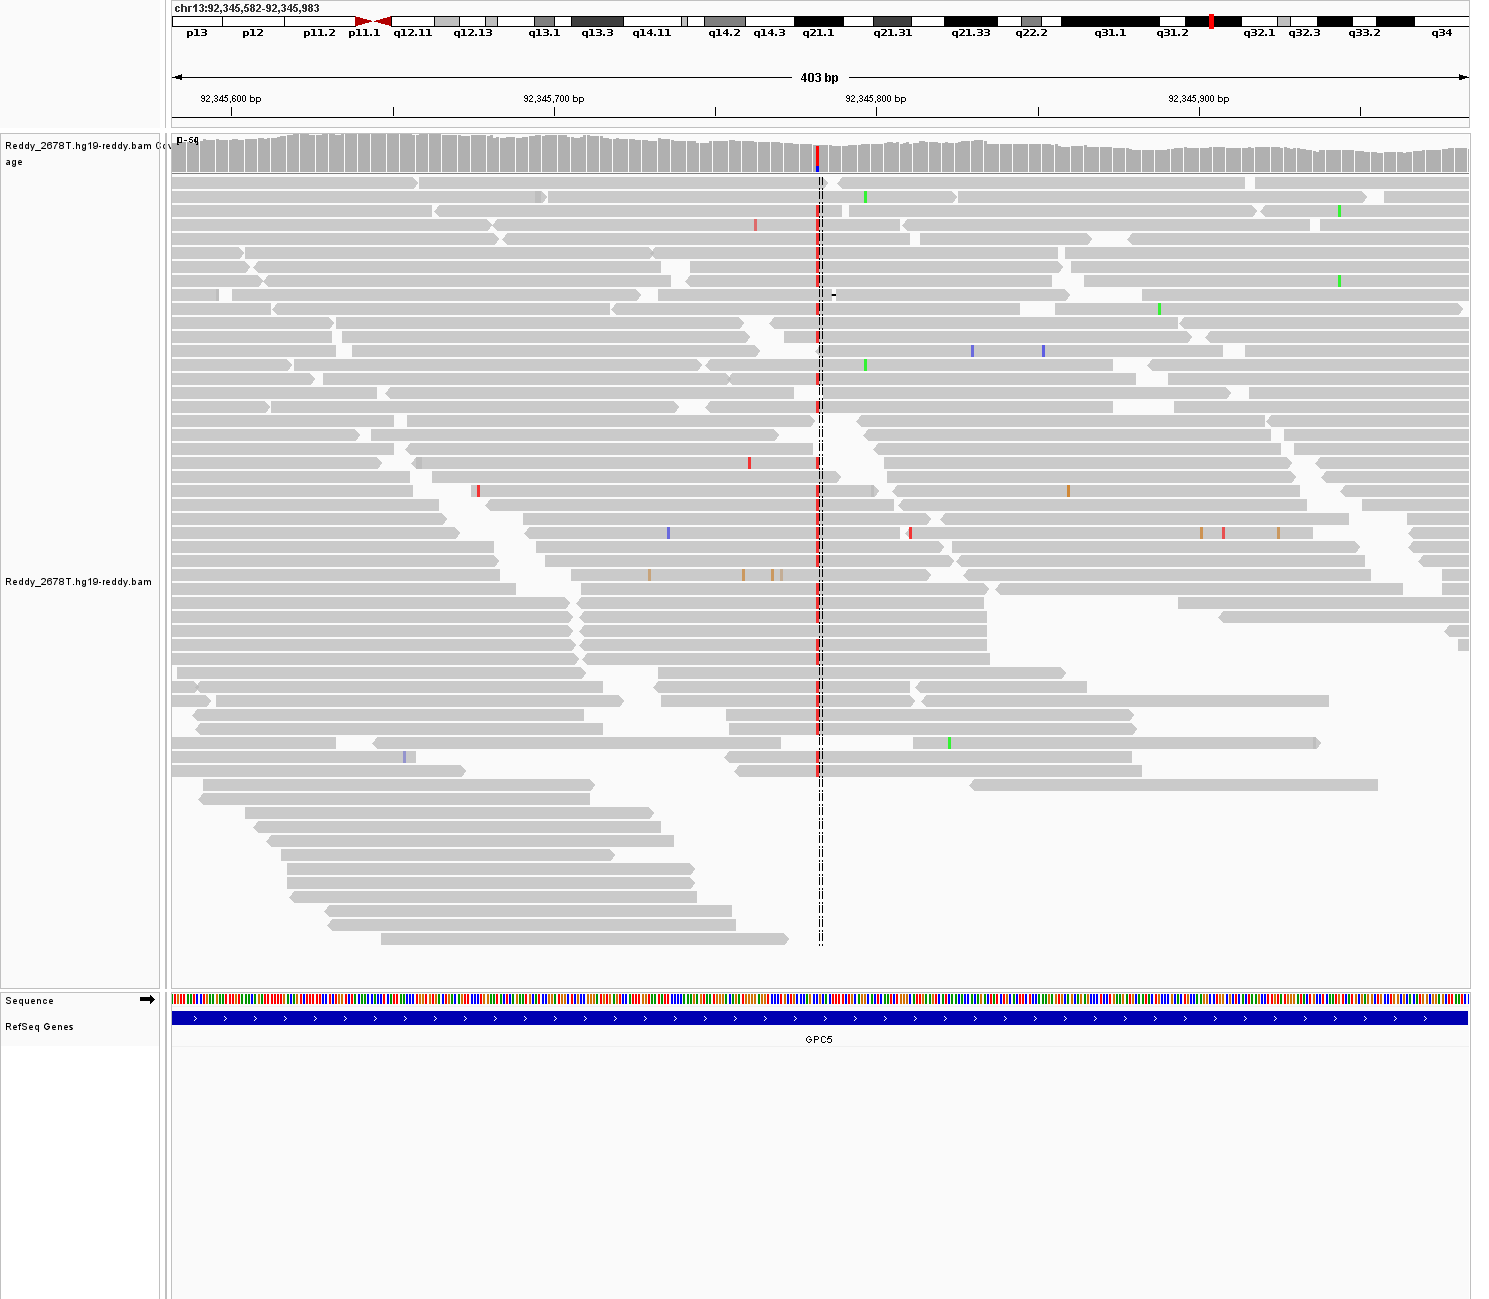 chr13:92,345,582-92,345,983
p13 p12 p11.2 p11.1 q12.11 q12.13 q13.1 q13.3 q14.11 q14.2 q14.3 q21.1 q21.31 q21.33 q22.2 q31.1 q31.2 q32.1 q32.3 q33.2 q34
403 bp
92,345,600 bp 92,345,700 bp 92,345,800 bp 92,345,900 bp
Reddy_2678T.hg19-reddy.bam Cov
age
Reddy_2678T.hg19-reddy.bam
Sequence
RefSeq Genes
GPC5